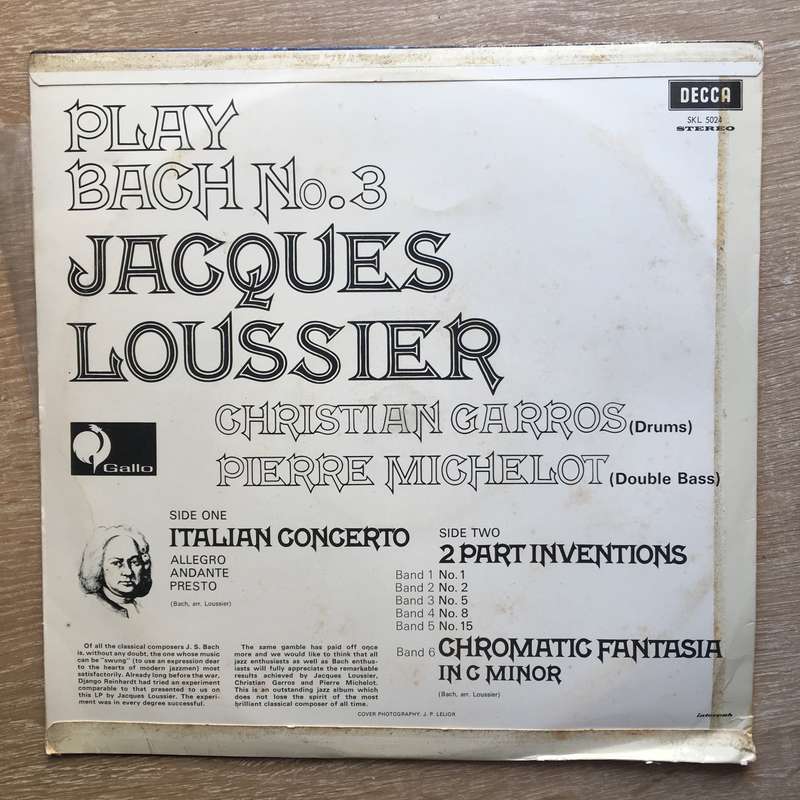 DECCA
SKL 5024
STEREO
PLAY
BACH No. 3
JACQUES
LOUSSIER
CHRISTIAN GARROS (Drums)
PIERRE MICHELOT (Double Bass)
Gallo
SIDE ONE
ITALIAN CONCERTO
ALLEGRO
ANDANTE
PRESTO
(Bach, arr. Loussier)
SIDE TWO
2 PART INVENTIONS
Band 1 No. 1
Band 2 No. 2
Band 3 No. 5
Band 4 No. 8
Band 5 No. 15
Band 6 CHROMATIC FANTASIA
IN C MINOR
(Bach, arr. Loussier)
Of all the classical composers J. S. Bach
is, without any doubt, the one whose music
can be "swung" (to use an expression dear
to the hearts of modern jazzmen) most
satisfactorily. Already long before the war,
Django Reinhardt had tried an experiment
comparable to that presented to us on
this LP by Jacques Loussier. The experi-
ment was in every degree successful.
The same gamble has paid off once
more and we would like to think that all
jazz enthusiasts as well as Bach enthus-
iasts will fully appreciate the remarkable
results achieved by Jacques Loussier,
Christian Garros and Pierre Michelot.
This is an outstanding jazz album which
does not lose the spirit of the most
brilliant classical composer of all time.
COVER PHOTOGRAPHY: J. P. LELOIR
interpak